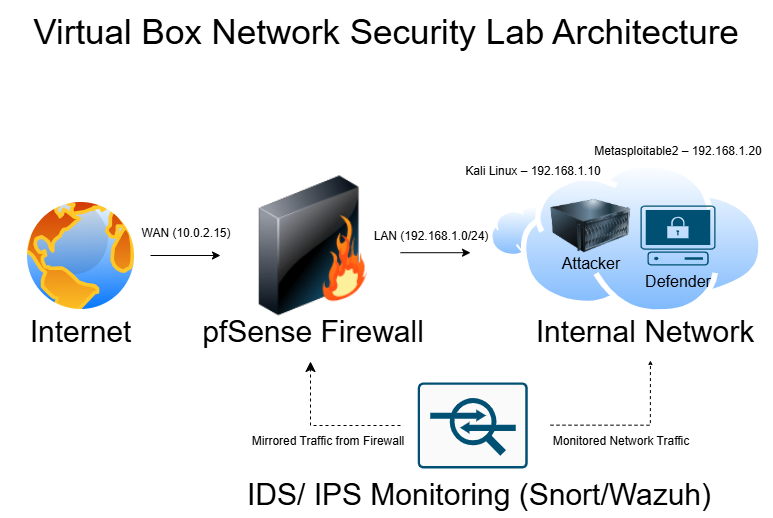 Virtual Box Network Security Lab Architecture
Metasploitable2 – 192.168.1.20
Kali Linux – 192.168.1.10
WAN (10.0.2.15)
LAN (192.168.1.0/24)
Attacker
Defender
Internet
pfSense Firewall
Internal Network
Mirrored Traffic from Firewall
Monitored Network Traffic
IDS/ IPS Monitoring (Snort/Wazuh)